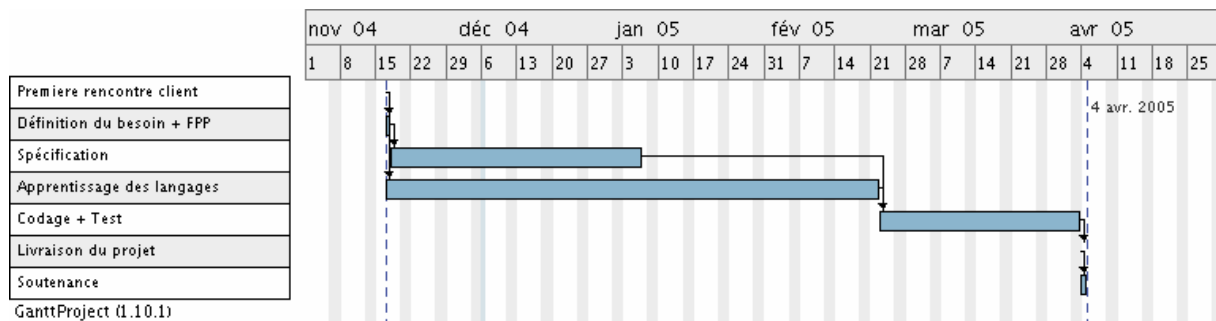 nov 04 déc 04 jan 05 fév 05 mar 05 avr 05
1 8 15 22 29 6 13 20 27 3 10 17 24 31 7 14 21 28 7 14 21 28 4 11 18 25
Premiere rencontre client
4 avr. 2005
Définition du besoin + FPP
Spécification
Apprentissage des langages
Codage + Test
Livraison du projet
Soutenance
GanttProject (1.10.1)